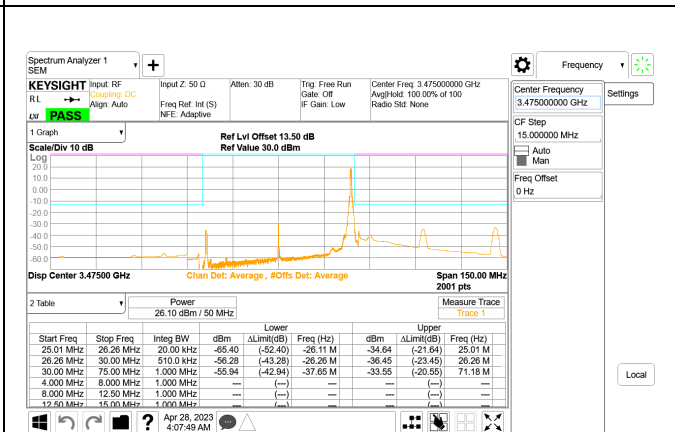 Spectrum Analyzer 1
SEM
Frequency
KEYSIGHT Input: RF Input Z: 50 Ω Atten: 30 dB Trig: Free Run Center Freq: 3.475000000 GHz
Coupling: DC Gate: Off Avg|Hold: 100.00% of 100
R L Align: Auto Freq Ref: Int (S) IF Gain: Low Radio Std: None
NFE: Adaptive
LXI PASS
Center Frequency
3.475000000 GHz
Settings
CF Step
15.000000 MHz
Auto
Man
Freq Offset
0 Hz
1 Graph
Ref Lvl Offset 13.50 dB
Scale/Div 10 dB Ref Value 30.0 dBm
Log
20.0
10.0
0.00
-10.0
-20.0
-30.0
-40.0
-50.0
-60.0
Disp Center 3.47500 GHz Chan Det: Average, #Offs Det: Average Span 150.00 MHz
2001 pts
2 Table Power Measure Trace
26.10 dBm / 50 MHz Trace 1
Lower Upper
Start Freq Stop Freq Integ BW dBm ΔLimit(dB) Freq (Hz) dBm ΔLimit(dB) Freq (Hz)
25.01 MHz 26.26 MHz 20.00 kHz -65.40 (-52.40) -26.11 M -34.64 (-21.64) 25.01 M
26.26 MHz 30.00 MHz 510.0 kHz -56.28 (-43.28) -26.26 M -36.45 (-23.45) 26.26 M
30.00 MHz 75.00 MHz 1.000 MHz -55.94 (-42.94) -37.65 M -33.55 (-20.55) 71.18 M
4.000 MHz 8.000 MHz 1.000 MHz --- (---) --- --- (---) ---
8.000 MHz 12.50 MHz 1.000 MHz --- (---) --- --- (---) ---
12.50 MHz 15.00 MHz 1.000 MHz --- (---) --- --- (---) ---
Local
? Apr 28, 2023
4:07:49 AM